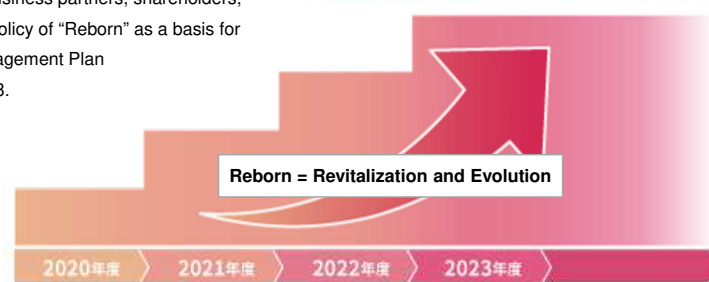 business partners, shareholders,
policy of “Reborn” as a basis for
agement Plan
3.
Reborn = Revitalization and Evolution
2020年度 2021年度 2022年度 2023年度